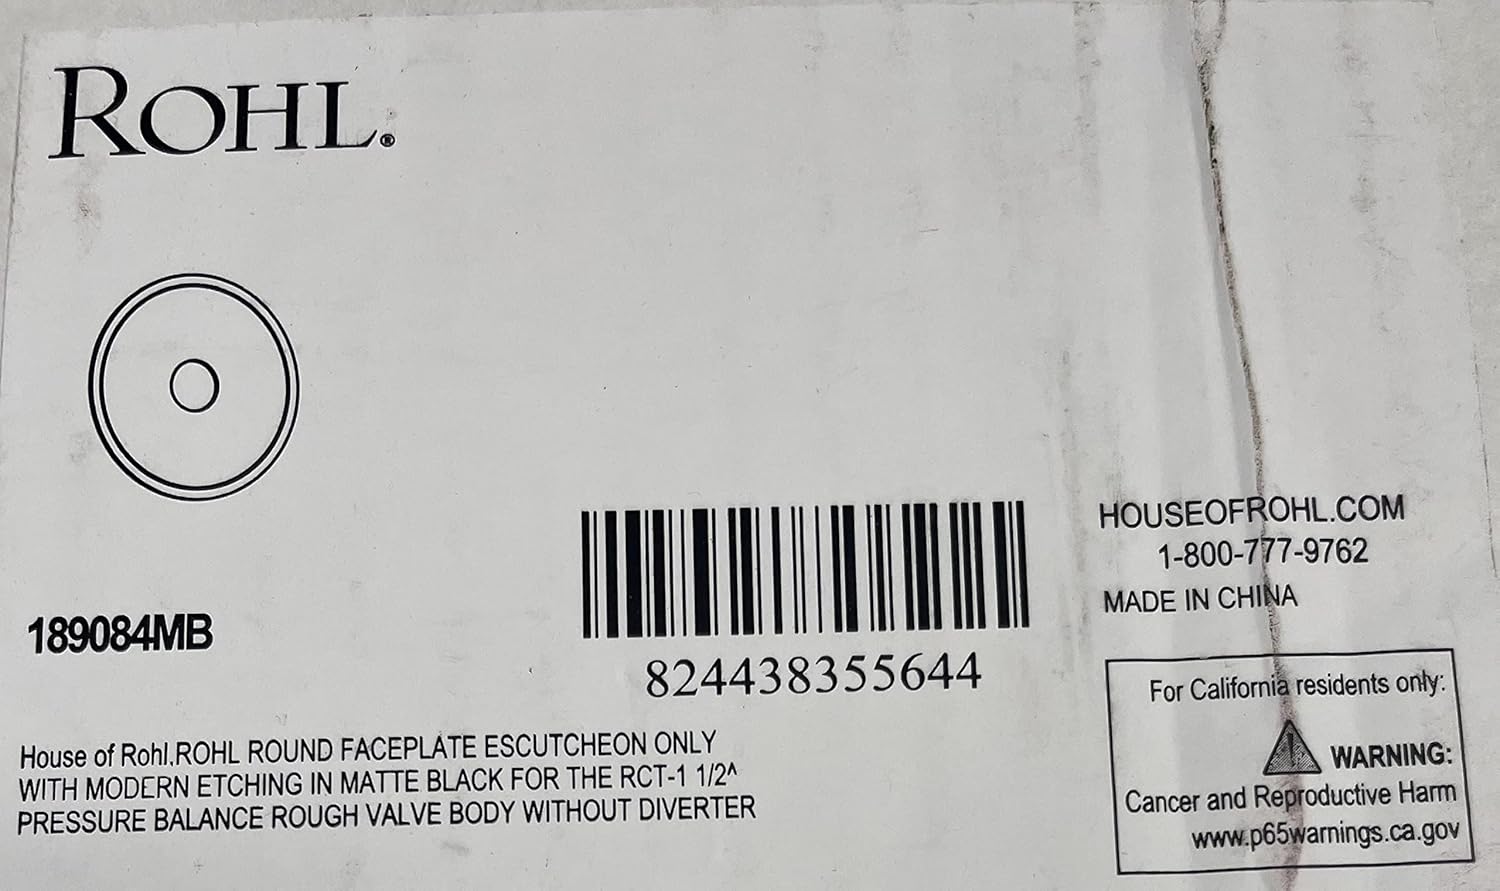 ROHL®
189084MB
824438355644
House of Rohl.ROHL ROUND FACEPLATE ESCUTCHEON ONLY
WITH MODERN ETCHING IN MATTE BLACK FOR THE RCT-1 1/2^
PRESSURE BALANCE ROUGH VALVE BODY WITHOUT DIVERTER
HOUSEOFROHL.COM
1-800-777-9762
MADE IN CHINA
For California residents only:
WARNING:
Cancer and Reproductive Harm
www.p65warnings.ca.gov